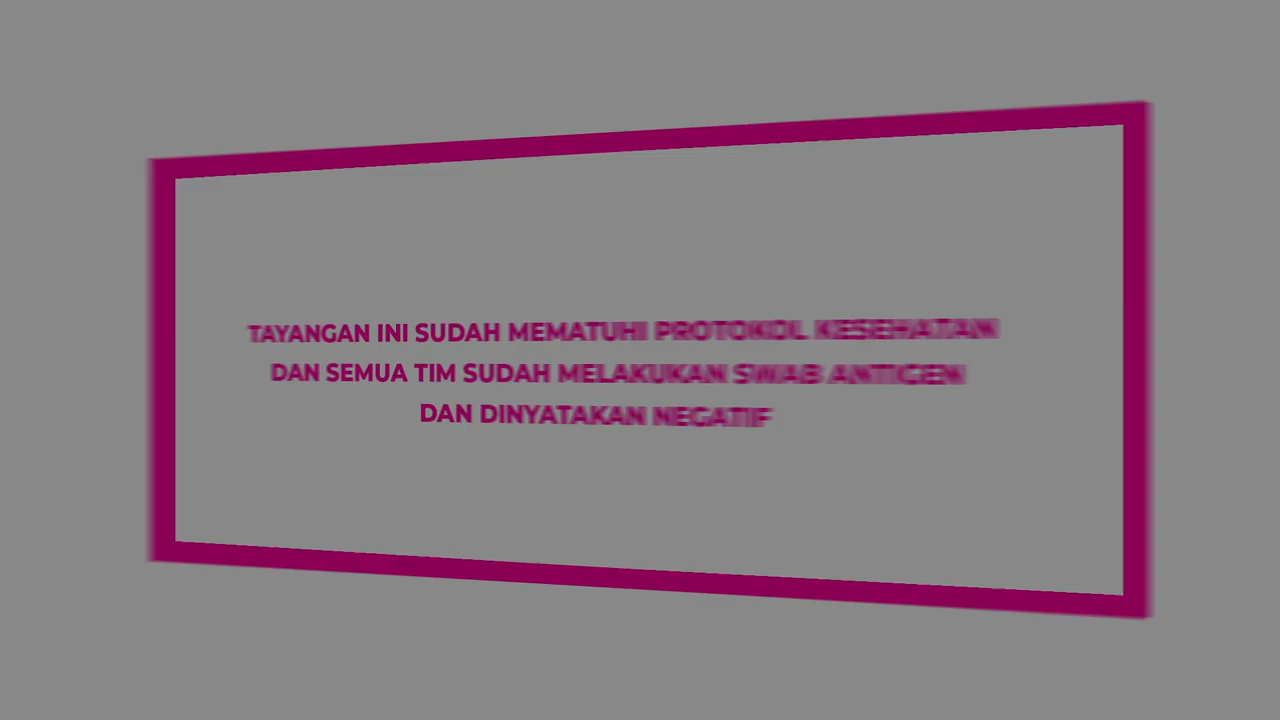 TAYANGAN INI SUDAH MEMATUHI PROTOKOL KESEHATAN
DAN SEMUA TIM SUDAH MELAKUKAN SWAB ANTIGEN
DAN DINYATAKAN NEGATIF